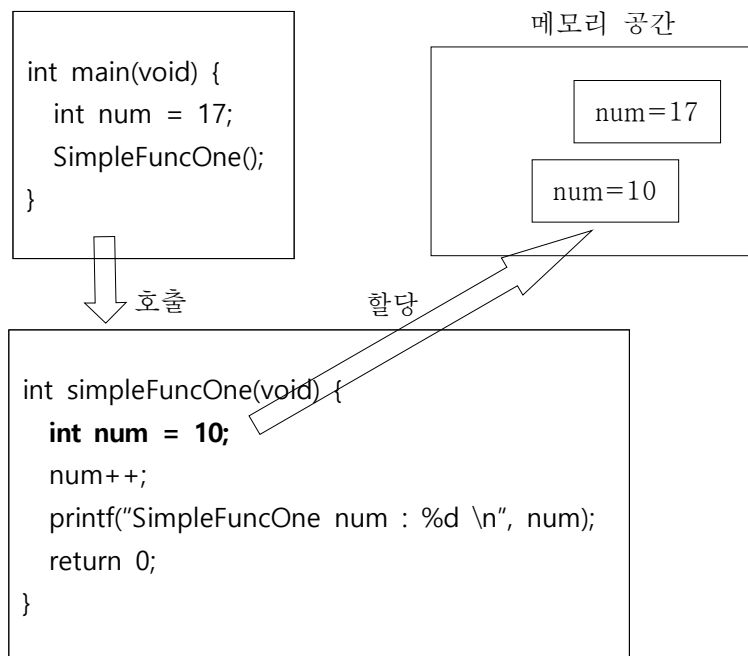 메모리 공간
int main(void) {
int num = 17;
SimpleFuncOne();
}
num=17
num=10
호출
할당
int simpleFuncOne(void) {
int num = 10;
num++;
printf(“SimpleFuncOne num : %d \n”, num);
return 0;
}